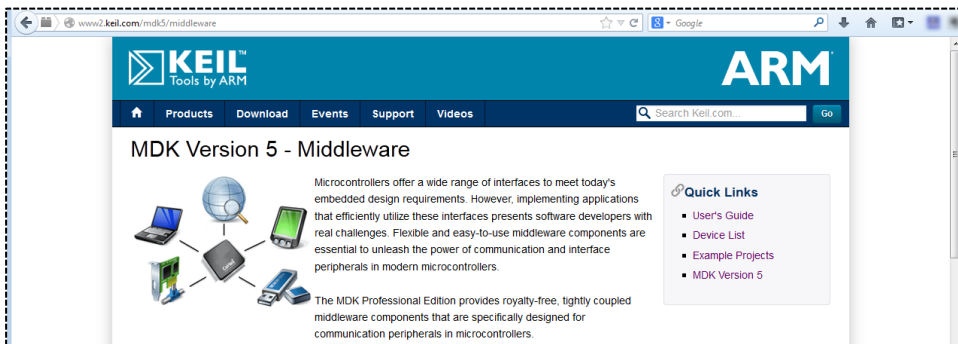 www2.keil.com/mdk5/middleware
Google
KEIL™
Tools by ARM
ARM
Products Download Events Support Videos
Search Keil.com...
Go
MDK Version 5 - Middleware
Microcontrollers offer a wide range of interfaces to meet today's
embedded design requirements. However, implementing applications
that efficiently utilize these interfaces presents software developers with
real challenges. Flexible and easy-to-use middleware components are
essential to unleash the power of communication and interface
peripherals in modern microcontrollers.
The MDK Professional Edition provides royalty-free, tightly coupled
middleware components that are specifically designed for
communication peripherals in microcontrollers.
Quick Links
User's Guide
Device List
Example Projects
MDK Version 5